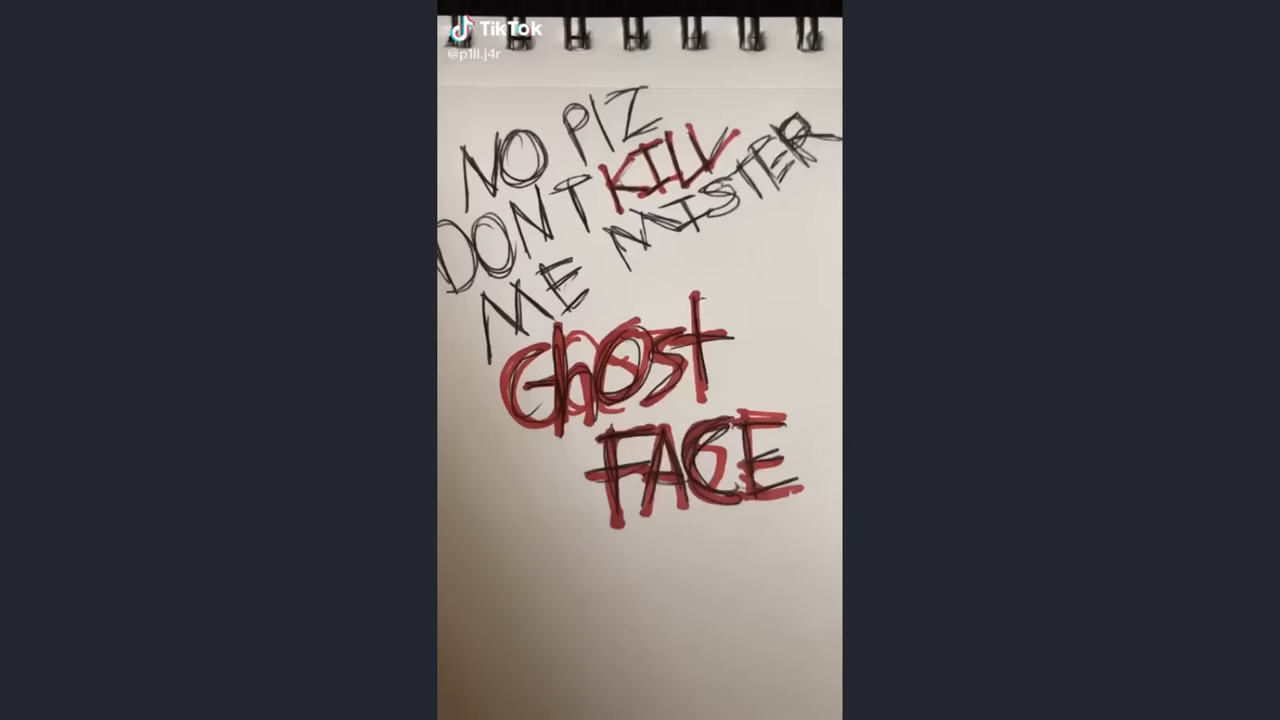 TikTok
@p1ll.j4r
NO PlZ
DONT KILL
ME MISTER
Ghost
FACE